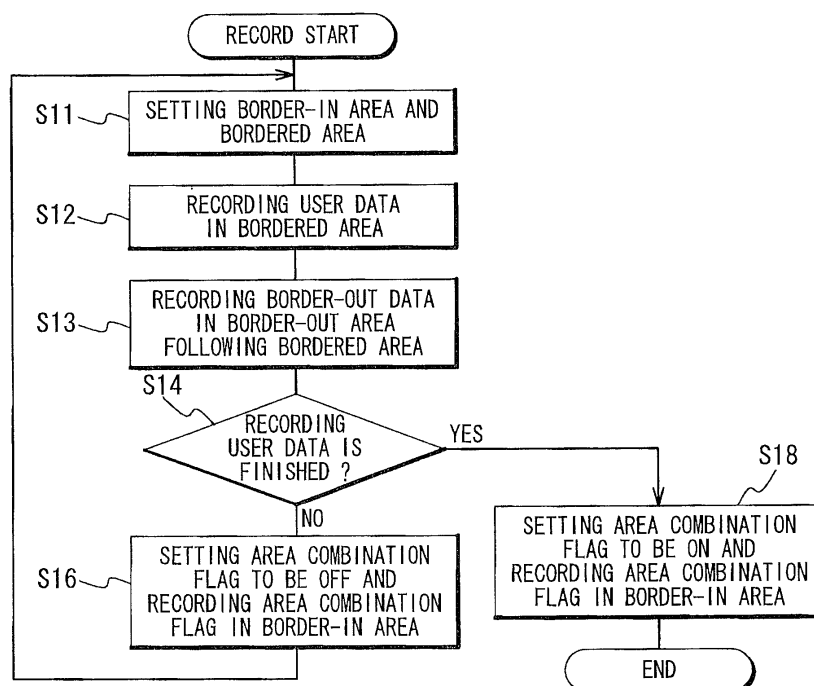 RECORD START
S11
SETTING BORDER-IN AREA AND
BORDERED AREA
S12
RECORDING USER DATA
IN BORDERED AREA
S13
RECORDING BORDER-OUT DATA
IN BORDER-OUT AREA
FOLLOWING BORDERED AREA
S14
RECORDING
USER DATA IS
FINISHED ?
YES
NO
S16
SETTING AREA COMBINATION
FLAG TO BE OFF AND
RECORDING AREA COMBINATION
FLAG IN BORDER-IN AREA
S18
SETTING AREA COMBINATION
FLAG TO BE ON AND
RECORDING AREA COMBINATION
FLAG IN BORDER-IN AREA
END